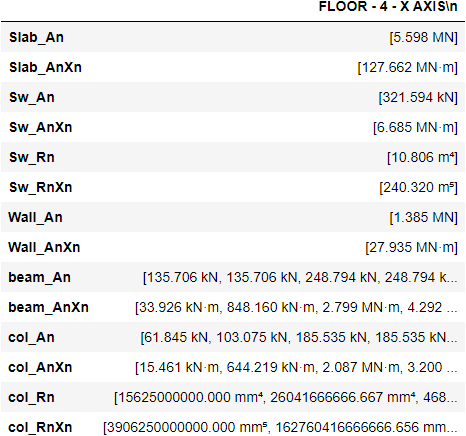 FLOOR - 4 - X AXIS\n
Slab_An [5.598 MN]
Slab_AnXn [127.662 MN·m]
Sw_An [321.594 kN]
Sw_AnXn [6.685 MN·m]
Sw_Rn [10.806 m⁴]
Sw_RnXn [240.320 m⁵]
Wall_An [1.385 MN]
Wall_AnXn [27.935 MN·m]
beam_An [135.706 kN, 135.706 kN, 248.794 kN, 248.794 k...
beam_AnXn [33.926 kN·m, 848.160 kN·m, 2.799 MN·m, 4.292 ...
col_An [61.845 kN, 103.075 kN, 185.535 kN, 185.535 kN...
col_AnXn [15.461 kN·m, 644.219 kN·m, 2.087 MN·m, 3.200 ...
col_Rn [15625000000.000 mm⁴, 26041666666.667 mm⁴, 468...
col_RnXn [3906250000000.000 mm⁵, 162760416666666.656 mm...